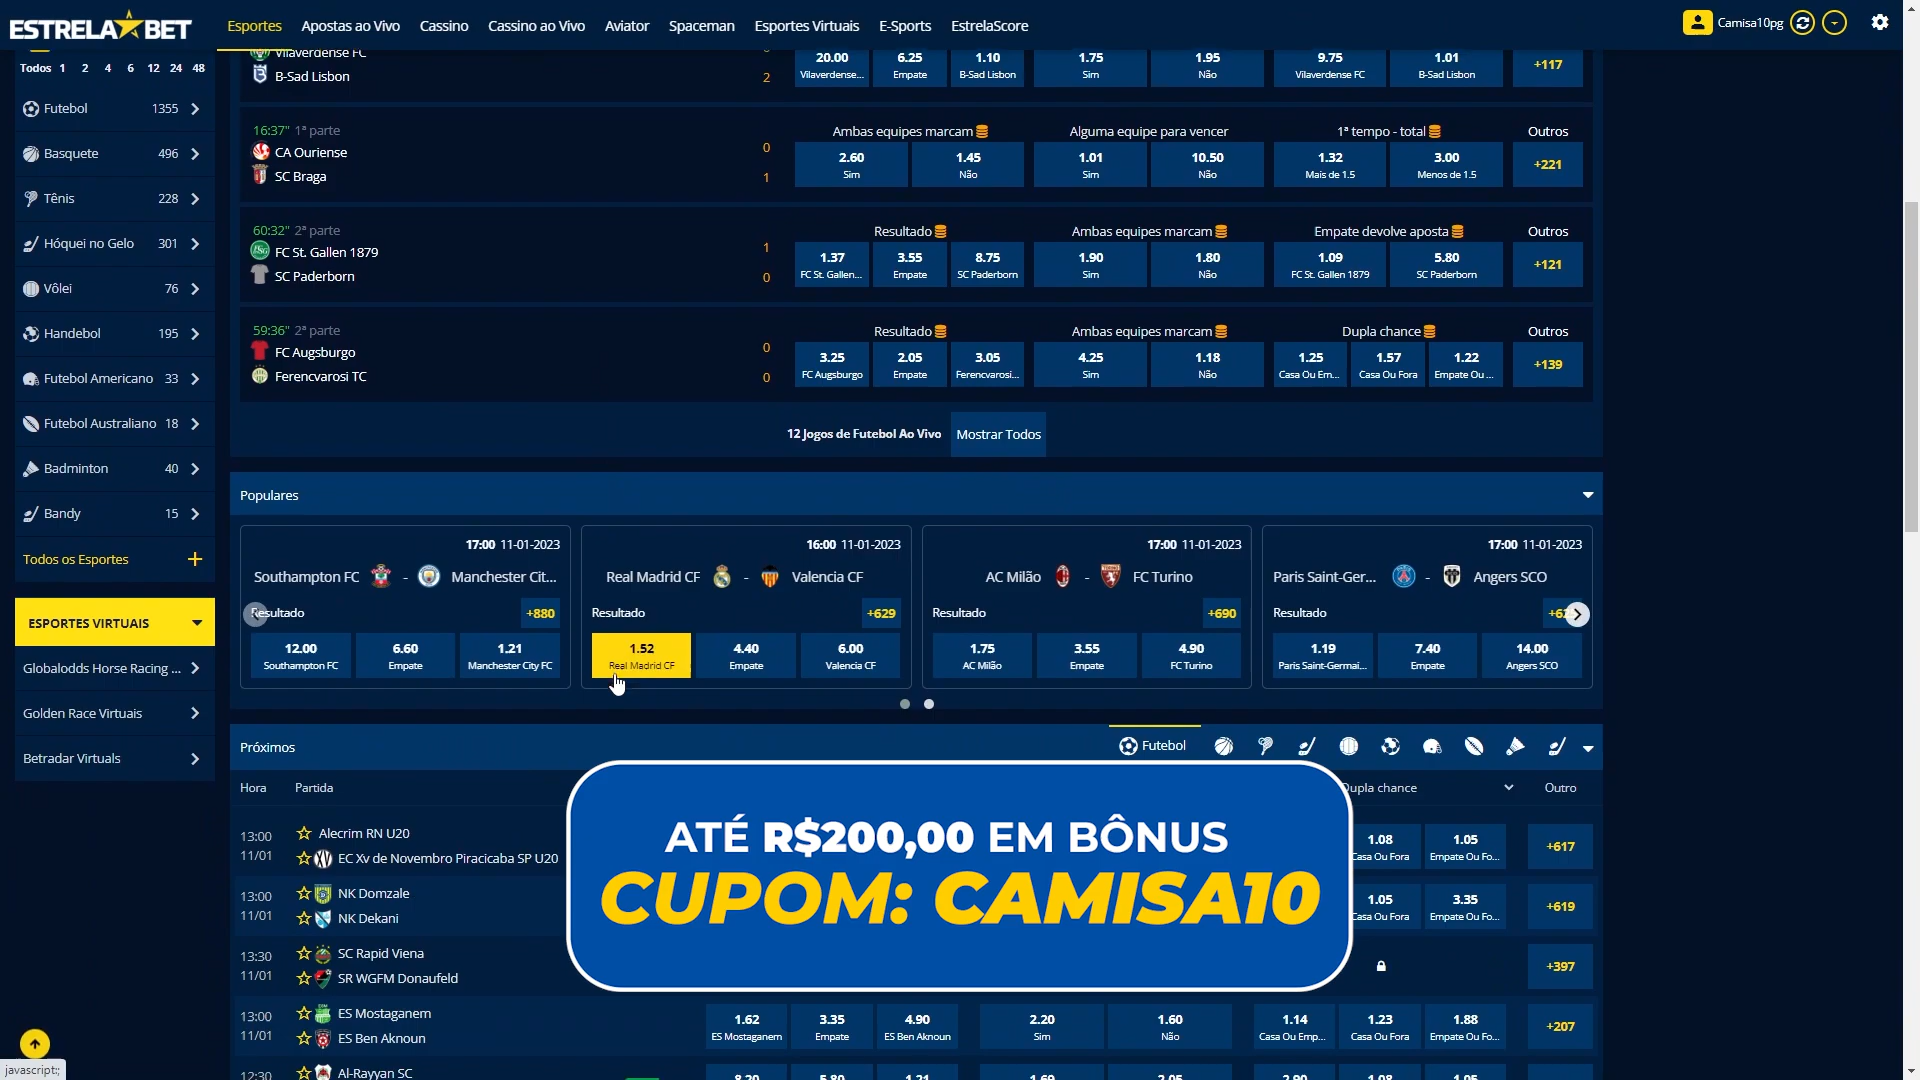 ESTRELA BET
Esportes
Apostas ao Vivo
Cassino
Cassino ao Vivo
Aviator
Spaceman
Esportes Virtuais
E-Sports
EstrelaScore
Camisa10pg
Todos 1 2 4 6 12 24 48
Futebol 1355
Basquete 496
Tênis 228
Hóquei no Gelo 301
Vôlei 76
Handebol 195
Futebol Americano 33
Futebol Australiano 18
Badminton 40
Bandy 15
Todos os Esportes +
ESPORTES VIRTUAIS
Globalodds Horse Racing ...
Golden Race Virtuais
Betradar Virtuals
Vilaverdense FC
B-Sad Lisbon 2
20.00 6.25 1.10 1.75 1.95 9.75 1.01
Vilaverdense... Empate B-Sad Lisbon Sim Não Vilaverdense FC B-Sad Lisbon
+117
16:37" 1ª parte
CA Ouriense 0
SC Braga 1
Ambas equipes marcam Alguma equipe para vencer 1ª tempo - total Outros
2.60 1.45 1.01 10.50 1.32 3.00
Sim Não Sim Não Mais de 1.5 Menos de 1.5
+221
60:32" 2ª parte
FC St. Gallen 1879 1
SC Paderborn 0
Resultado Ambas equipes marcam Empate devolve aposta Outros
1.37 3.55 8.75 1.90 1.80 1.09 5.80
FC St. Gallen... Empate SC Paderborn Sim Não FC St. Gallen 1879 SC Paderborn
+121
59:36" 2ª parte
FC Augsburgo 0
Ferencvarosi TC 0
Resultado Ambas equipes marcam Dupla chance Outros
3.25 2.05 3.05 4.25 1.18 1.25 1.57 1.22
FC Augsburgo Empate Ferencvarosi... Sim Não Casa Ou Em... Casa Ou Fora Empate Ou ...
+139
12 Jogos de Futebol Ao Vivo Mostrar Todos
Populares
17:00 11-01-2023
Southampton FC - Manchester Cit...
Resultado +880
12.00 6.60 1.21
Southampton FC Empate Manchester City FC
16:00 11-01-2023
Real Madrid CF - Valencia CF
Resultado +629
1.52 4.40 6.00
Real Madrid CF Empate Valencia CF
17:00 11-01-2023
AC Milão - FC Turino
Resultado +690
1.75 3.55 4.90
AC Milão Empate FC Turino
17:00 11-01-2023
Paris Saint-Ger... - Angers SCO
Resultado
1.19 7.40 14.00
Paris Saint-Germai... Empate Angers SCO
Próximos Futebol
Hora Partida Dupla chance Outro
13:00 Alecrim RN U20
11/01 EC Xv de Novembro Piracicaba SP U20
1.08 1.05
Casa Ou Fora Empate Ou Fo...
+617
13:00 NK Domzale
11/01 NK Dekani
1.05 3.35
Casa Ou Fora Empate Ou Fo...
+619
13:30 SC Rapid Viena
11/01 SR WGFM Donaufeld
+397
13:00 ES Mostaganem
11/01 ES Ben Aknoun
1.62 3.35 4.90 2.20 1.60 1.14 1.23 1.88
ES Mostaganem Empate ES Ben Aknoun Sim Não Casa Ou Emp... Casa Ou Fora Empate Ou Fo...
+207
12:30 Al-Rayyan SC
8.20 5.80 1.21 1.69 2.05 2.90 1.08 1.05
ATÉ R$200,00 EM BÔNUS
CUPOM: CAMISA10
javascript:;